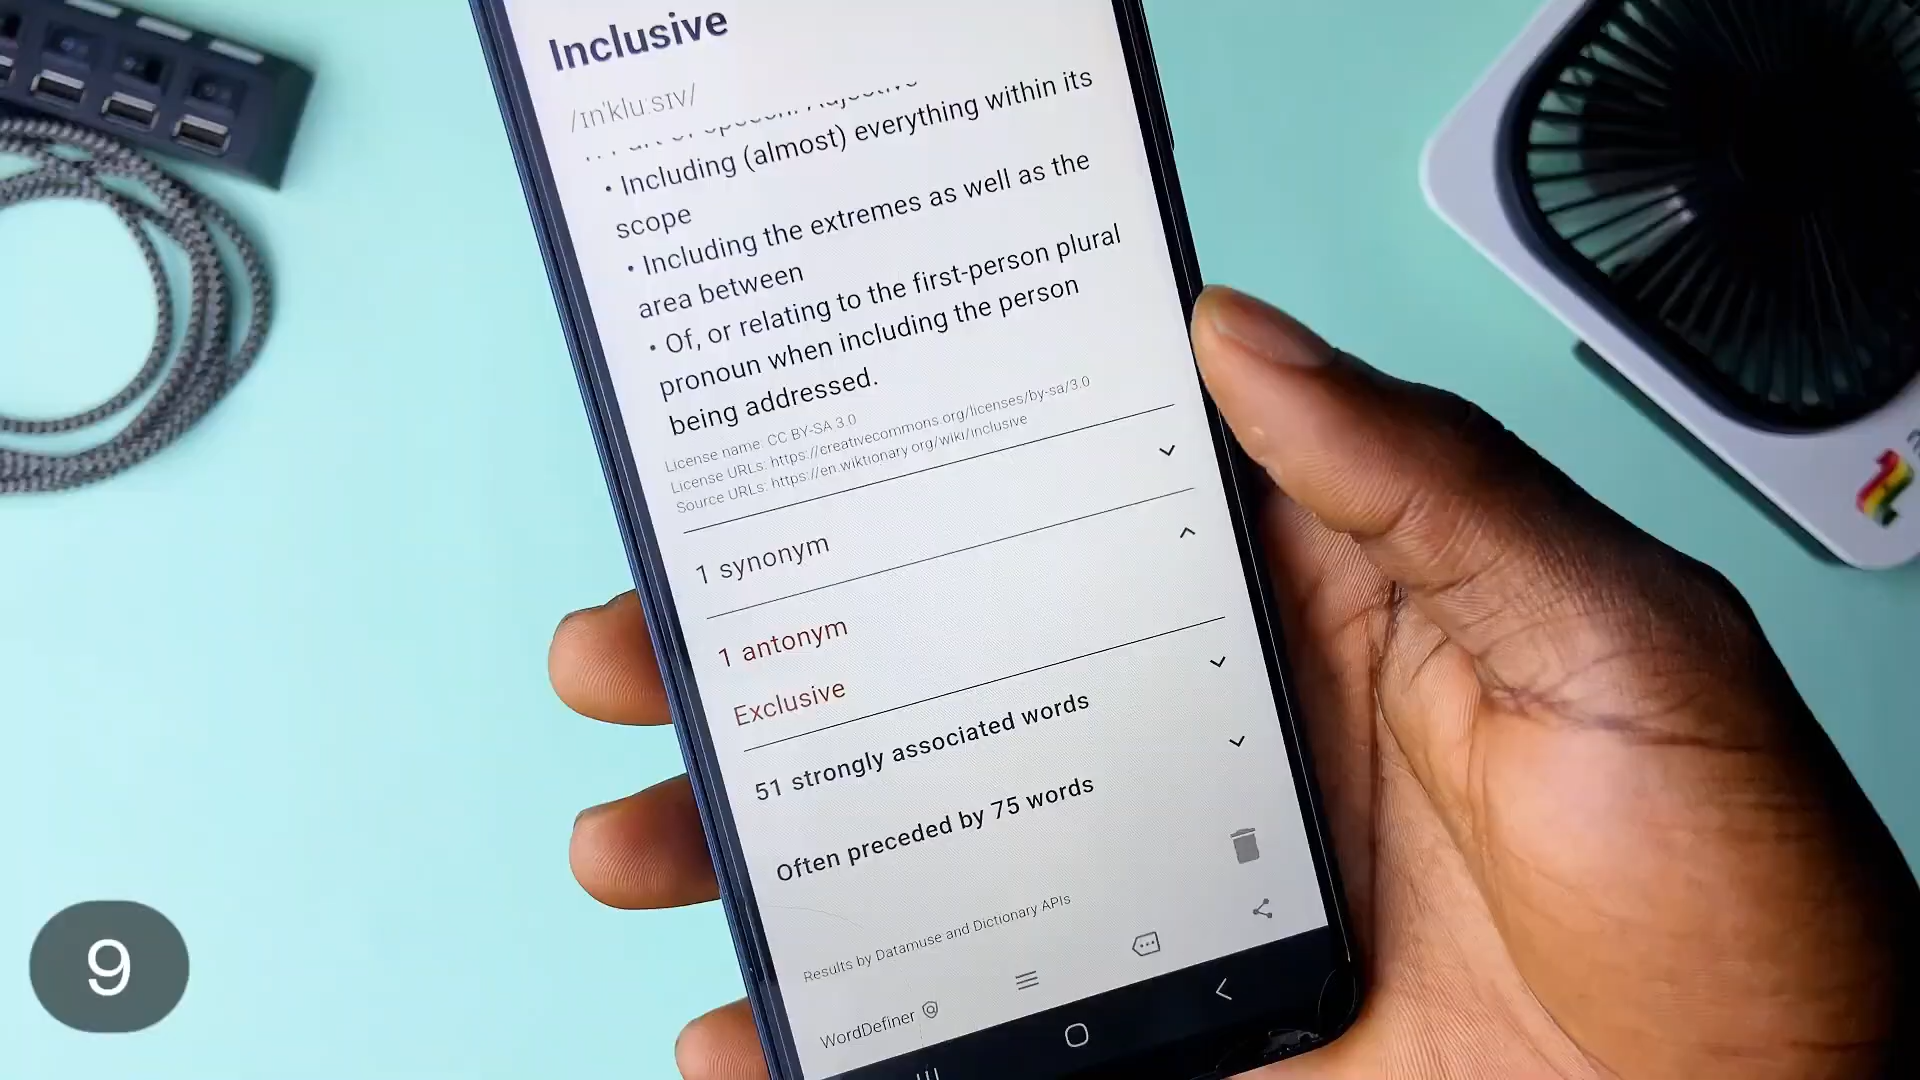 Inclusive
/ɪnˈkluːsɪv/
• Including (almost) everything within its
scope
• Including the extremes as well as the
area between
• Of, or relating to the first-person plural
pronoun when including the person
being addressed.
License name: CC BY-SA 3.0
License URLs: https://creativecommons.org/licenses/by-sa/3.0
Source URLs: https://en.wiktionary.org/wiki/inclusive
1 synonym
1 antonym
Exclusive
51 strongly associated words
Often preceded by 75 words
Results by Datamuse and Dictionary APIs
WordDefiner
9